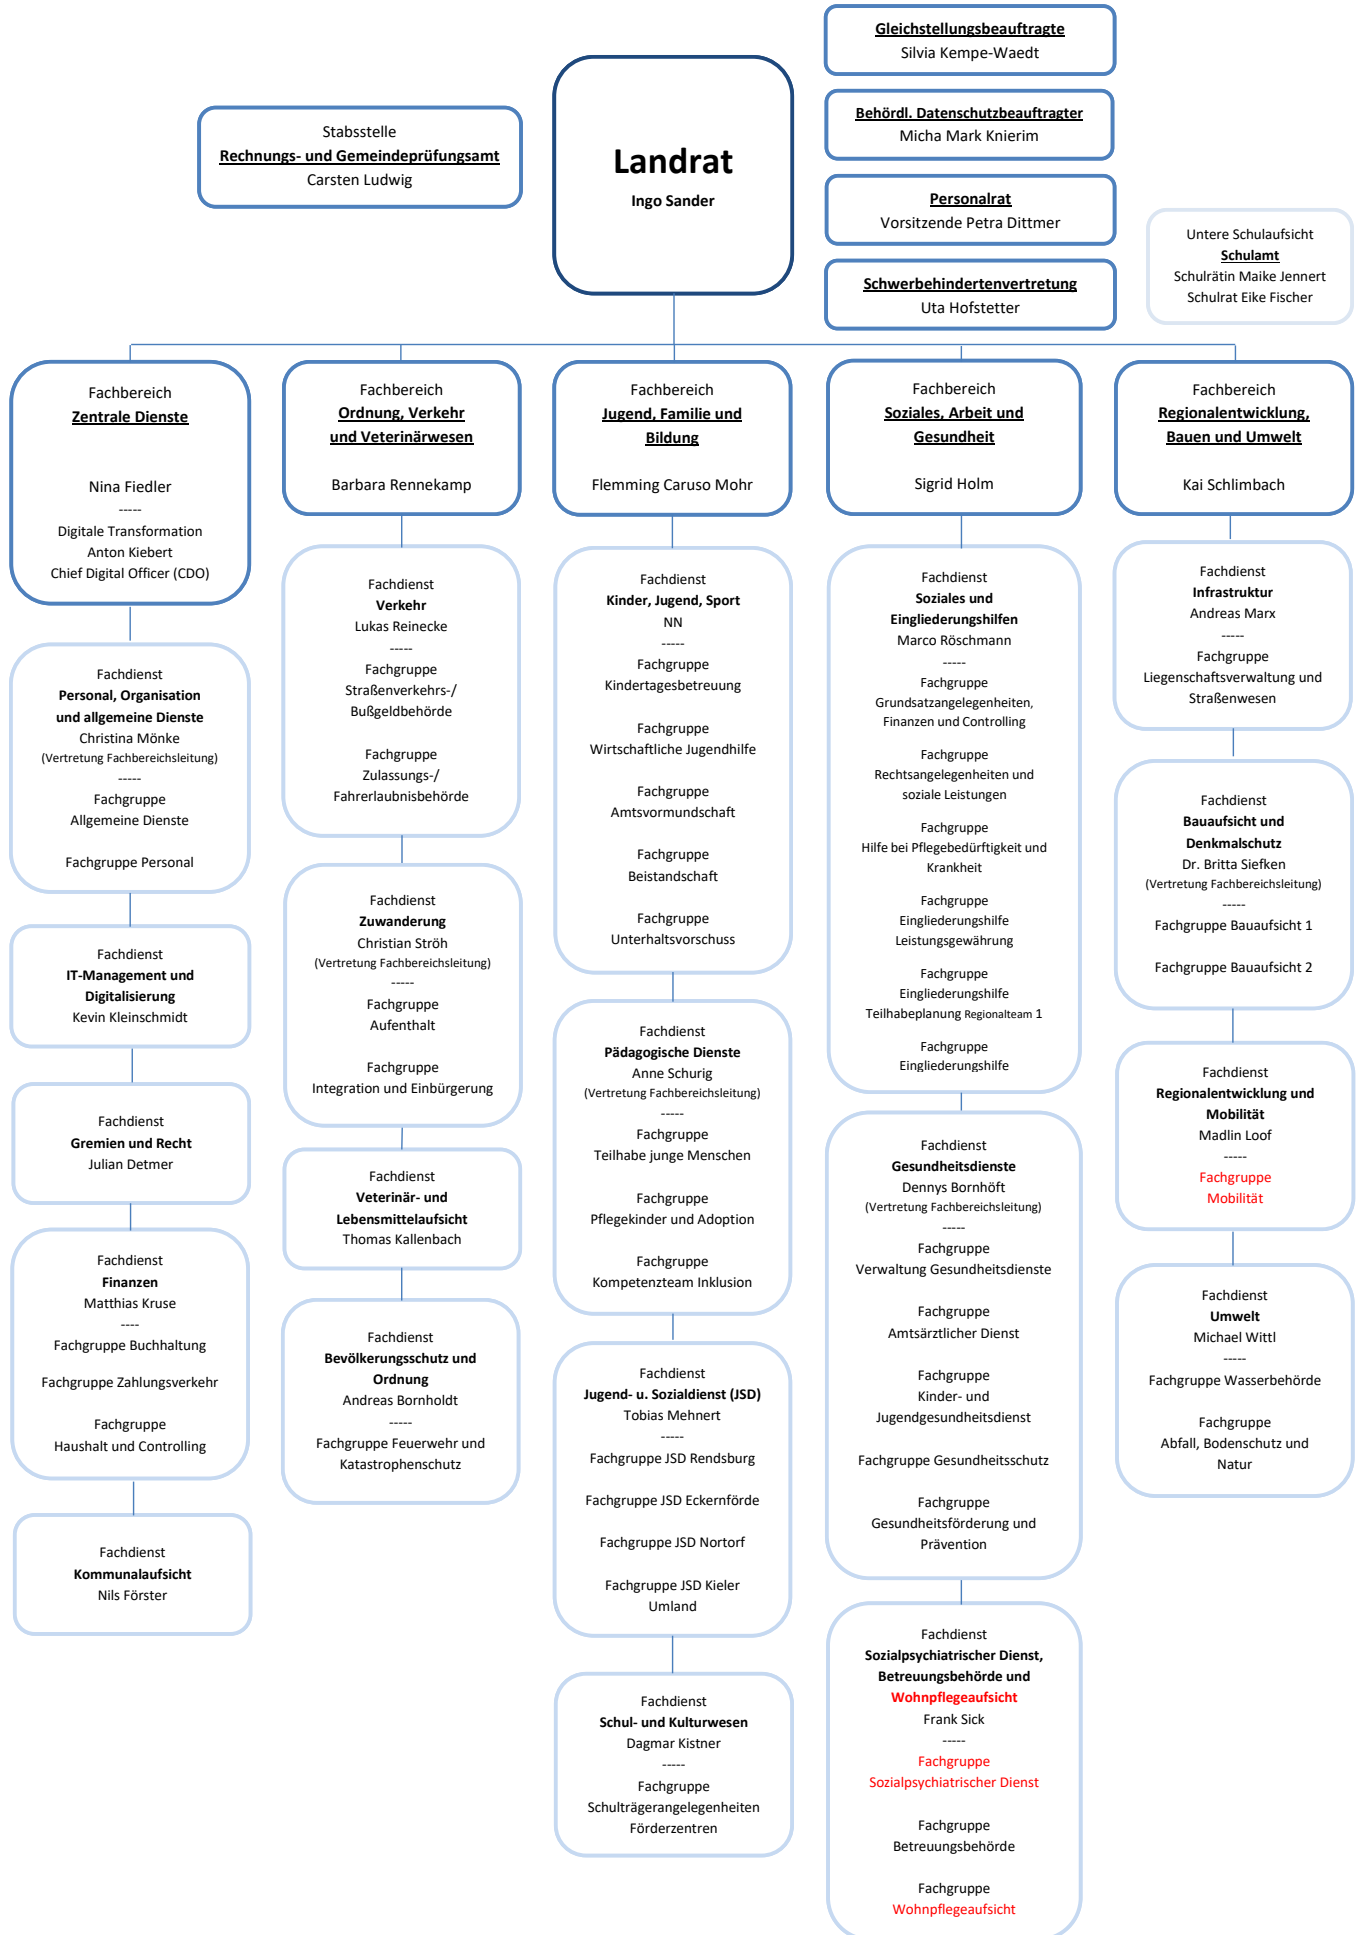 Gleichstellungsbeauftragte
Silvia Kempe-Waedt
Behördl. Datenschutzbeauftragter
Micha Mark Knierim
Personalrat
Vorsitzende Petra Dittmer
Schwerbehindertenvertretung
Uta Hofstetter
Stabsstelle
Rechnungs- und Gemeindeprüfungsamt
Carsten Ludwig
Landrat
Ingo Sander
Untere Schulaufsicht
Schulamt
Schulrätin Maike Jennert
Schulrat Eike Fischer
Fachbereich
Zentrale Dienste
Nina Fiedler
-----
Digitale Transformation
Anton Kiebert
Chief Digital Officer (CDO)
Fachdienst
Personal, Organisation
und allgemeine Dienste
Christina Mönke
(Vertretung Fachbereichsleitung)
-----
Fachgruppe
Allgemeine Dienste
Fachgruppe Personal
Fachdienst
IT-Management und
Digitalisierung
Kevin Kleinschmidt
Fachdienst
Gremien und Recht
Julian Detmer
Fachdienst
Finanzen
Matthias Kruse
----
Fachgruppe Buchhaltung
Fachgruppe Zahlungsverkehr
Fachgruppe
Haushalt und Controlling
Fachdienst
Kommunalaufsicht
Nils Förster
Fachbereich
Ordnung, Verkehr
und Veterinärwesen
Barbara Rennekamp
Fachdienst
Verkehr
Lukas Reinecke
-----
Fachgruppe
Straßenverkehrs-/
Bußgeldbehörde
Fachgruppe
Zulassungs-/
Fahrerlaubnisbehörde
Fachdienst
Zuwanderung
Christian Ströh
(Vertretung Fachbereichsleitung)
-----
Fachgruppe
Aufenthalt
Fachgruppe
Integration und Einbürgerung
Fachdienst
Veterinär- und
Lebensmittelaufsicht
Thomas Kallenbach
Fachdienst
Bevölkerungsschutz und
Ordnung
Andreas Bornholdt
-----
Fachgruppe Feuerwehr und
Katastrophenschutz
Fachbereich
Jugend, Familie und
Bildung
Flemming Caruso Mohr
Fachdienst
Kinder, Jugend, Sport
NN
-----
Fachgruppe
Kindertagesbetreuung
Fachgruppe
Wirtschaftliche Jugendhilfe
Fachgruppe
Amtsvormundschaft
Fachgruppe
Beistandschaft
Fachgruppe
Unterhaltsvorschuss
Fachdienst
Pädagogische Dienste
Anne Schurig
(Vertretung Fachbereichsleitung)
-----
Fachgruppe
Teilhabe junge Menschen
Fachgruppe
Pflegekinder und Adoption
Fachgruppe
Kompetenzteam Inklusion
Fachdienst
Jugend- u. Sozialdienst (JSD)
Tobias Mehnert
-----
Fachgruppe JSD Rendsburg
Fachgruppe JSD Eckernförde
Fachgruppe JSD Nortorf
Fachgruppe JSD Kieler
Umland
Fachdienst
Schul- und Kulturwesen
Dagmar Kistner
-----
Fachgruppe
Schulträgerangelegenheiten
Förderzentren
Fachbereich
Soziales, Arbeit und
Gesundheit
Sigrid Holm
Fachdienst
Soziales und
Eingliederungshilfen
Marco Röschmann
-----
Fachgruppe
Grundsatzangelegenheiten,
Finanzen und Controlling
Fachgruppe
Rechtsangelegenheiten und
soziale Leistungen
Fachgruppe
Hilfe bei Pflegebedürftigkeit und
Krankheit
Fachgruppe
Eingliederungshilfe
Leistungsgewährung
Fachgruppe
Eingliederungshilfe
Teilhabeplanung Regionalteam 1
Fachgruppe
Eingliederungshilfe
Fachdienst
Gesundheitsdienste
Dennys Bornhöft
(Vertretung Fachbereichsleitung)
-----
Fachgruppe
Verwaltung Gesundheitsdienste
Fachgruppe
Amtsärztlicher Dienst
Fachgruppe
Kinder- und
Jugendgesundheitsdienst
Fachgruppe Gesundheitsschutz
Fachgruppe
Gesundheitsförderung und
Prävention
Fachdienst
Sozialpsychiatrischer Dienst,
Betreuungsbehörde und
Wohnpflegeaufsicht
Frank Sick
-----
Fachgruppe
Sozialpsychiatrischer Dienst
Fachgruppe
Betreuungsbehörde
Fachgruppe
Wohnpflegeaufsicht
Fachbereich
Regionalentwicklung,
Bauen und Umwelt
Kai Schlimbach
Fachdienst
Infrastruktur
Andreas Marx
-----
Fachgruppe
Liegenschaftsverwaltung und
Straßenwesen
Fachdienst
Bauaufsicht und
Denkmalschutz
Dr. Britta Siefken
(Vertretung Fachbereichsleitung)
-----
Fachgruppe Bauaufsicht 1
Fachgruppe Bauaufsicht 2
Fachdienst
Regionalentwicklung und
Mobilität
Madlin Loof
-----
Fachgruppe
Mobilität
Fachdienst
Umwelt
Michael Wittl
-----
Fachgruppe Wasserbehörde
Fachgruppe
Abfall, Bodenschutz und
Natur